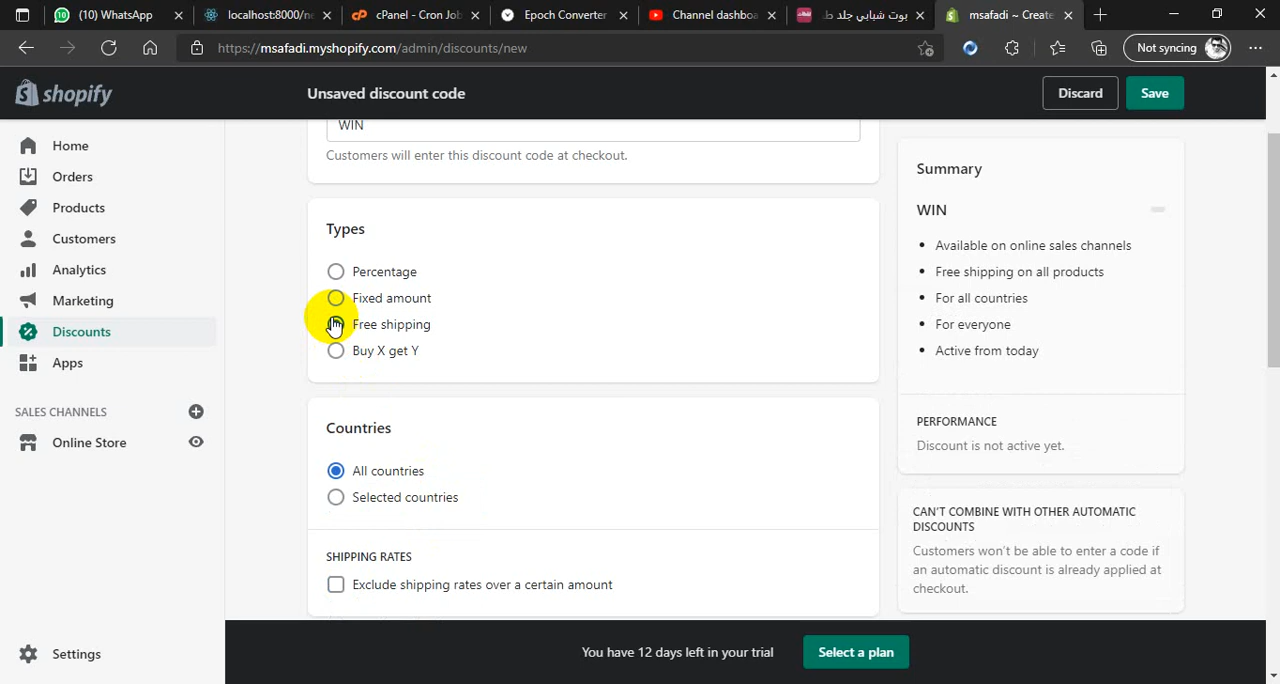 (10) WhatsApp
localhost:8000/ne
cPanel - Cron Job
Epoch Converter
Channel dashboa
بوت شبابي جلد ط
msafadi ~ Create
https://msafadi.myshopify.com/admin/discounts/new
Not syncing
shopify
Unsaved discount code
Discard
Save
Home
Orders
Products
Customers
Analytics
Marketing
Discounts
Apps
SALES CHANNELS
Online Store
Settings
WIN
Customers will enter this discount code at checkout.
Types
Percentage
Fixed amount
Free shipping
Buy X get Y
Countries
All countries
Selected countries
SHIPPING RATES
Exclude shipping rates over a certain amount
Summary
WIN
• Available on online sales channels
• Free shipping on all products
• For all countries
• For everyone
• Active from today
PERFORMANCE
Discount is not active yet.
CAN'T COMBINE WITH OTHER AUTOMATIC
DISCOUNTS
Customers won't be able to enter a code if
an automatic discount is already applied at
checkout.
You have 12 days left in your trial
Select a plan